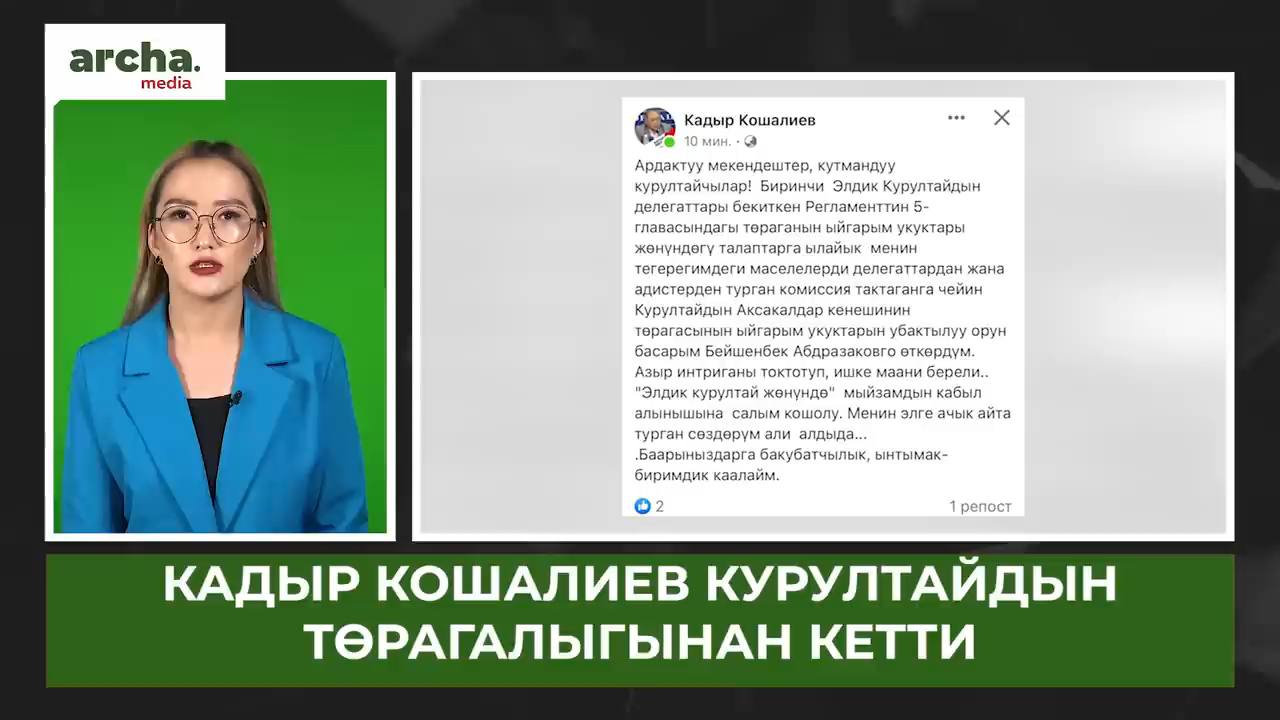 archa.
media
Кадыр Кошалиев
10 мин.
Ардактуу мекендештер, кутмандуу
курултайчылар! Биринчи Элдик Курултайдын
делегаттары бекиткен Регламенттин 5-
главасындагы төраганын ыйгарым укуктары
жөнүндөгү талаптарга ылайык менин
тегерегимдеги маселелерди делегаттардан жана
адистерден турган комиссия тактаганга чейин
Курултайдын Аксакалдар кенешинин
төрагасынын ыйгарым укуктарын убактылуу орун
басарым Бейшенбек Абдразаковго өткөрдүм.
Азыр интриганы токтотуп, ишке маани берели..
"Элдик курултай жөнүндө" мыйзамдын кабыл
алынышына салым кошолу. Менин элге ачык айта
турган сөздөрүм али алдыда...
.Баарыныздарга бакубатчылык, ынтымак-
биримдик каалайм.
2
1 репост
КАДЫР КОШАЛИЕВ КУРУЛТАЙДЫН
ТӨРАГАЛЫГЫНАН КЕТТИ